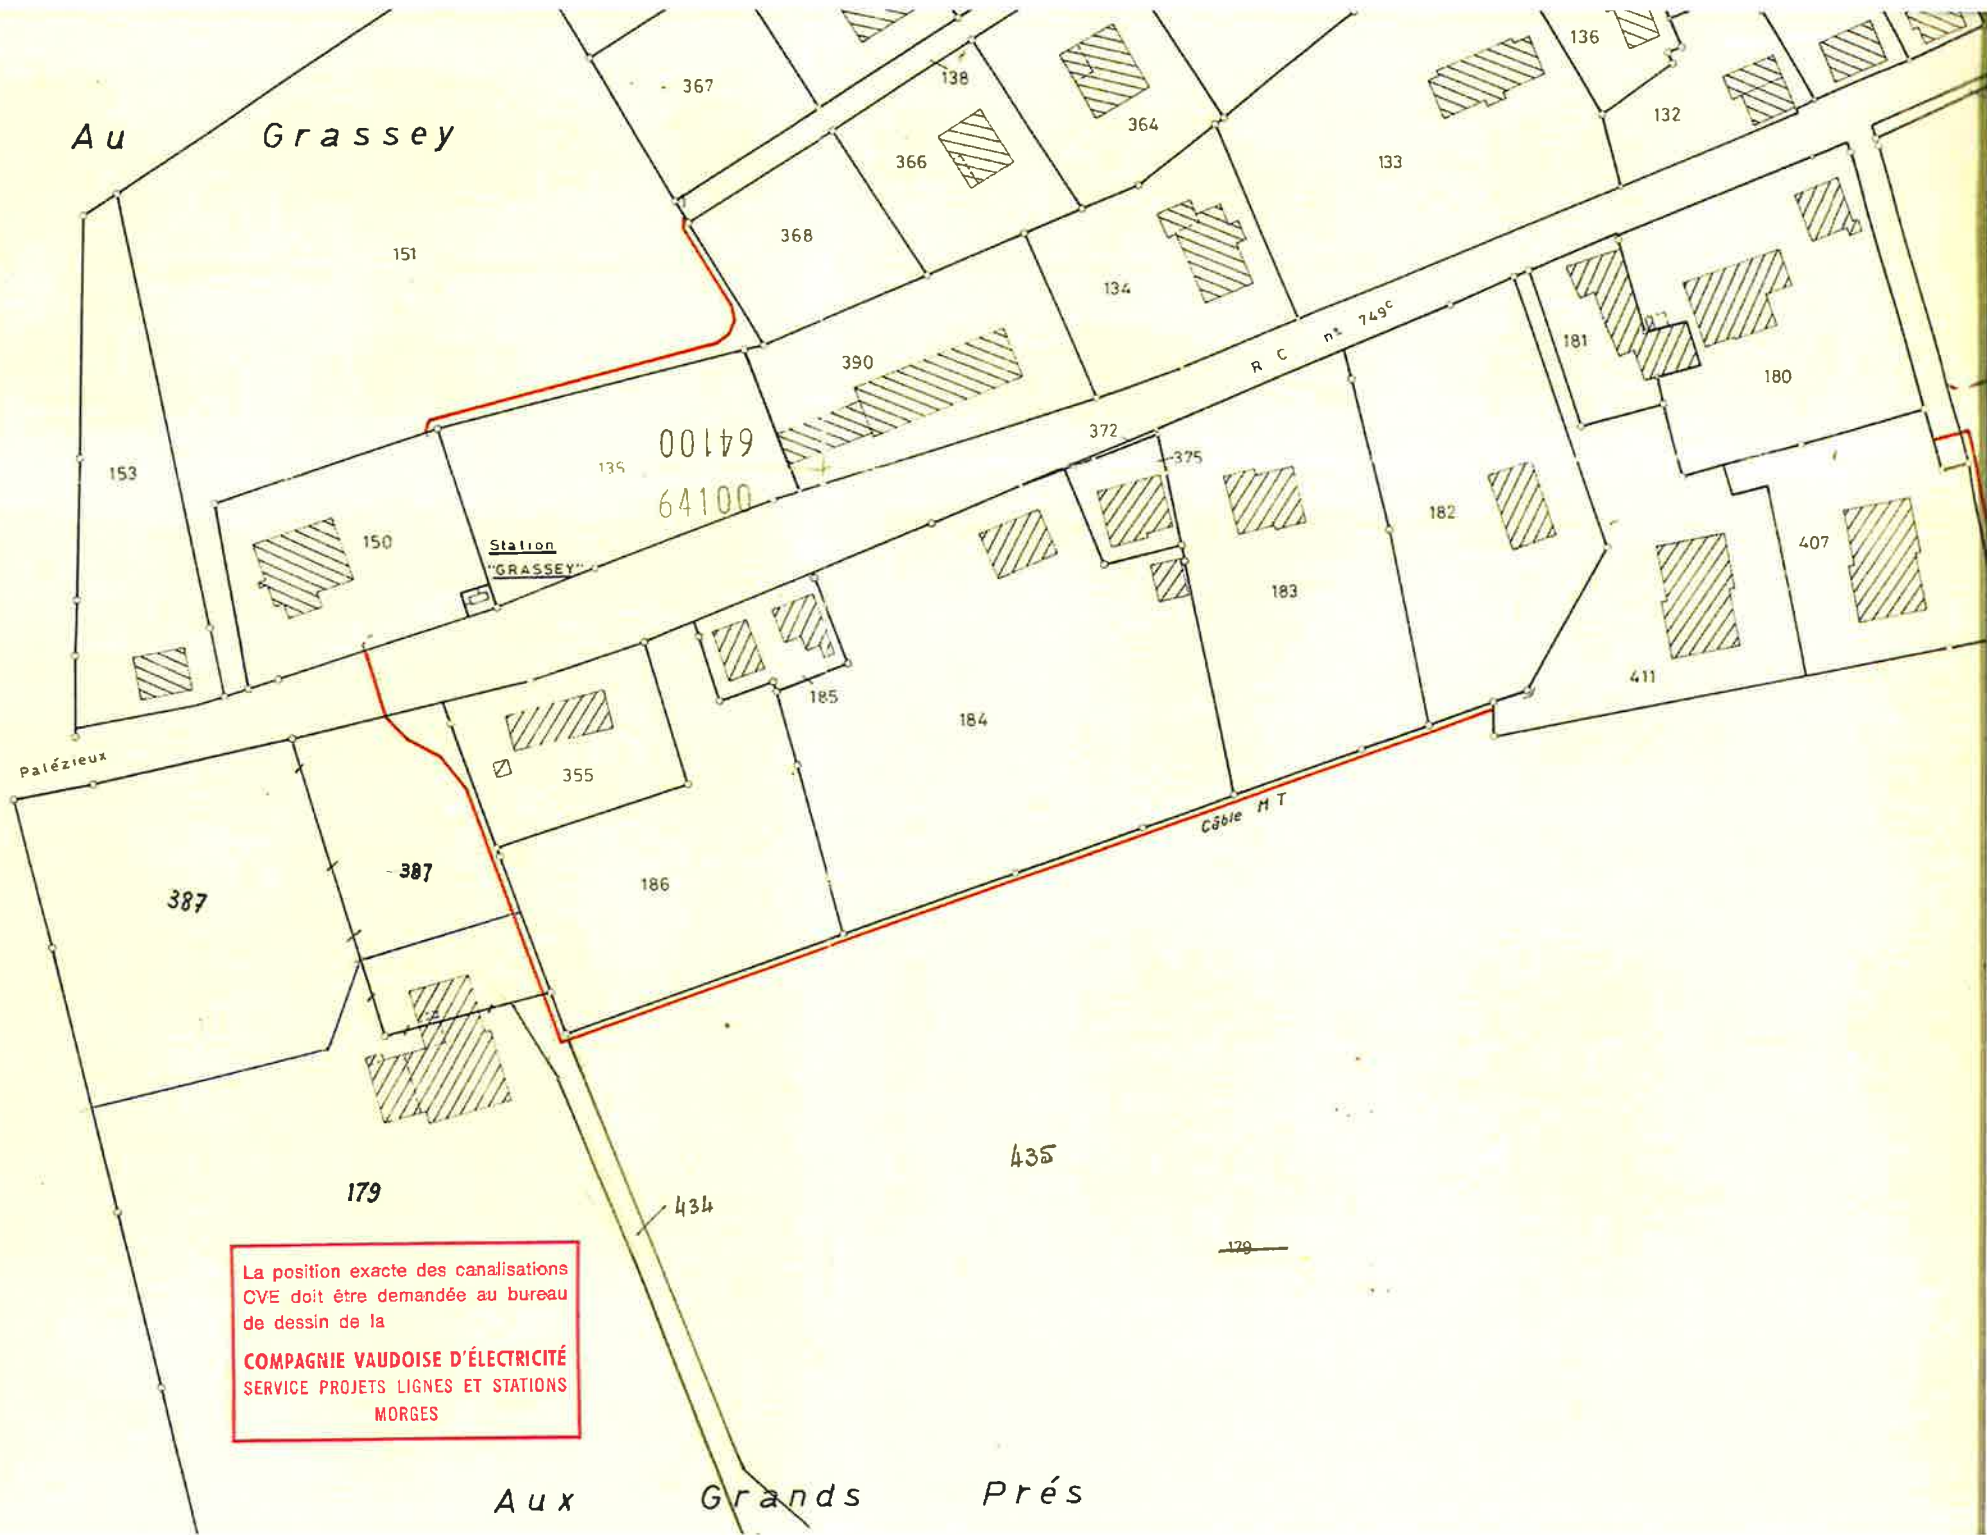 136
367
138
132
Au Grassey
364
366
133
151
368
134
R C nº 749c
181
390
180
372
64100
135
375
153
64100
182
150
Station
"GRASSEY"
407
183
411
185
184
Palézieux
355
Câble MT
387
387
186
435
179
434
179
La position exacte des canalisations
CVE doit être demandée au bureau
de dessin de la
COMPAGNIE VAUDOISE D'ÉLECTRICITÉ
SERVICE PROJETS LIGNES ET STATIONS
MORGES
Aux Grands Prés